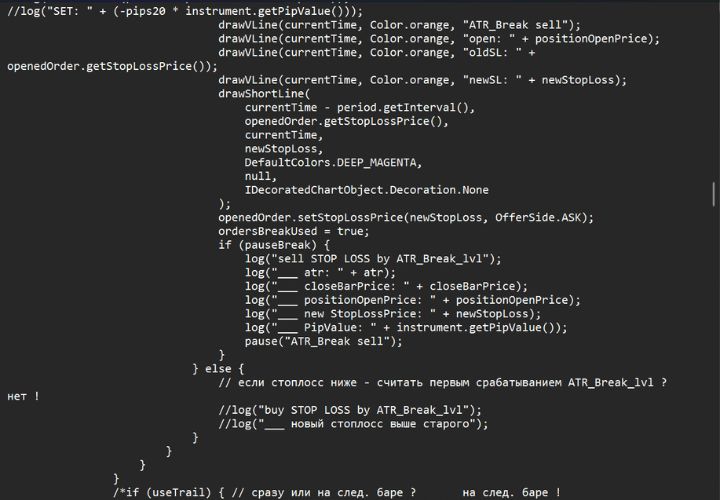 //log("SET: " + (-pips20 * instrument.getPipValue()));
drawVLine(currentTime, Color.orange, "ATR_Break sell");
drawVLine(currentTime, Color.orange, "open: " + positionOpenPrice);
drawVLine(currentTime, Color.orange, "oldSL: " +
openedOrder.getStopLossPrice());
drawVLine(currentTime, Color.orange, "newSL: " + newStopLoss);
drawShortLine(
currentTime - period.getInterval(),
openedOrder.getStopLossPrice(),
currentTime,
newStopLoss,
DefaultColors.DEEP_MAGENTA,
null,
IDecoratedChartObject.Decoration.None
);
openedOrder.setStopLossPrice(newStopLoss, OfferSide.ASK);
ordersBreakUsed = true;
if (pauseBreak) {
log("sell STOP LOSS by ATR_Break_lvl");
log("___ atr: " + atr);
log("___ closeBarPrice: " + closeBarPrice);
log("___ positionOpenPrice: " + positionOpenPrice);
log("___ new StopLossPrice: " + newStopLoss);
log("___ PipValue: " + instrument.getPipValue());
pause("ATR_Break sell");
}
} else {
// если стоплосс ниже - считать первым срабатыванием ATR_Break_lvl ?
нет !
//log("buy STOP LOSS by ATR_Break_lvl");
//log("___ новый стоплосс выше старого");
}
}
}
}
/*if (useTrail) { // сразу или на след. баре ? на след. баре !